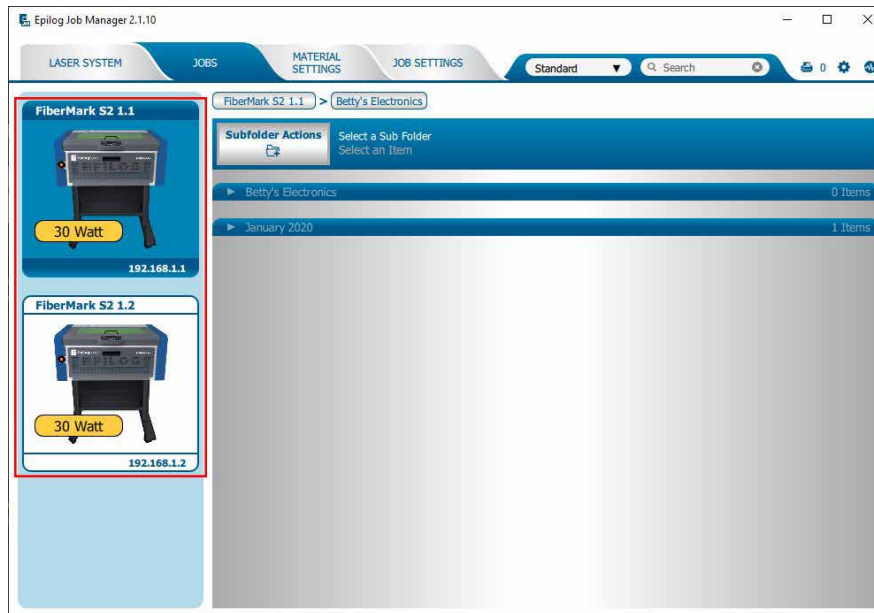 Epilog Job Manager 2.1.10
LASER SYSTEM
JOBS
MATERIAL
SETTINGS
JOB SETTINGS
Standard
Search
0
FiberMark S2 1.1
30 Watt
192.168.1.1
FiberMark S2 1.2
30 Watt
192.168.1.2
FiberMark S2 1.1 > Betty's Electronics
Subfolder Actions
Select a Sub Folder
Select an Item
Betty's Electronics 0 Items
January 2020 1 Items